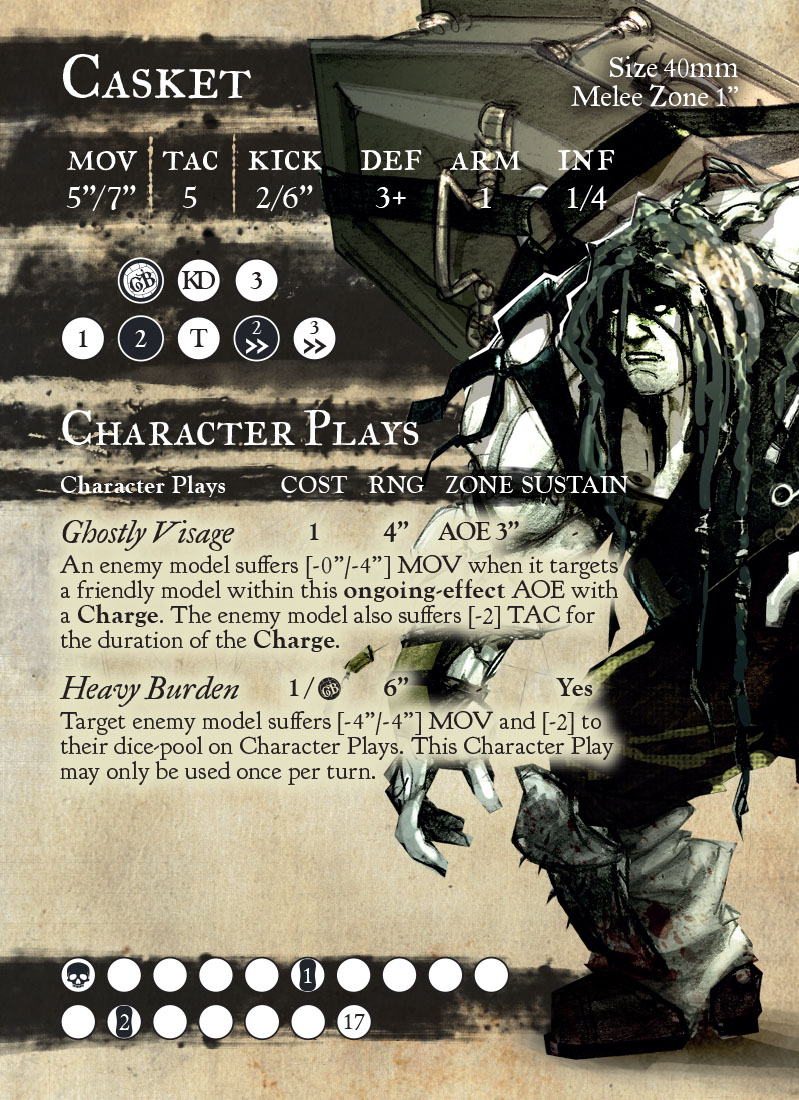 Casket
Size 40mm
Melee Zone 1”
MOV TAC KICK DEF ARM INF
5”/7” 5 2/6” 3+ 1 1/4
GB KD 3
1 2 T 2 >> 3 >>
Character Plays
Character Plays COST RNG ZONE SUSTAIN
Ghostly Visage 1 4” AOE 3”
An enemy model suffers [-0”/-4”] MOV when it targets
a friendly model within this ongoing-effect AOE with
a Charge. The enemy model also suffers [-2] TAC for
the duration of the Charge.
Heavy Burden 1/GB 6” Yes
Target enemy model suffers [-4”/-4”] MOV and [-2] to
their dice-pool on Character Plays. This Character Play
may only be used once per turn.
1
2 17